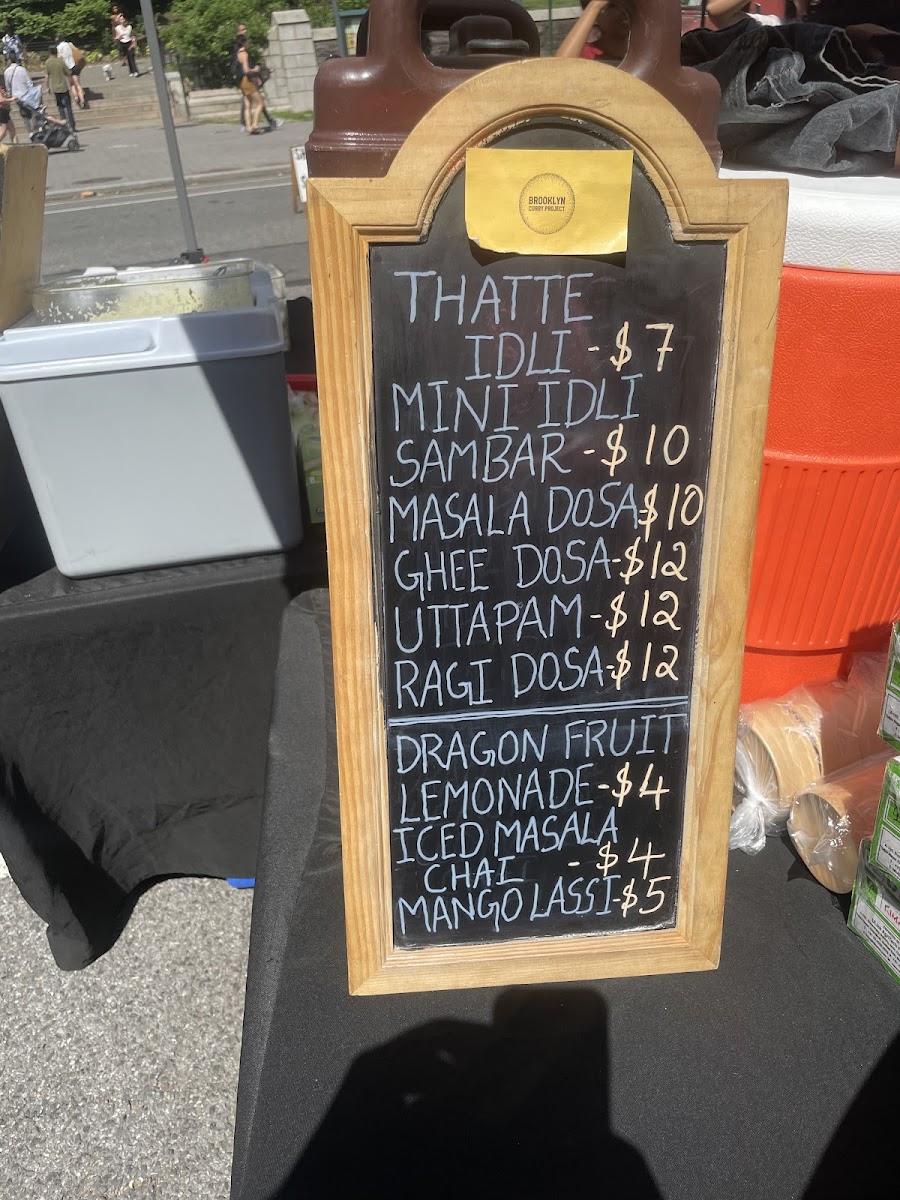 BROOKLYN
CURRY PROJECT
THATTE
IDLI - $7
MINI IDLI
SAMBAR - $10
MASALA DOSA $10
GHEE DOSA - $12
UTTAPAM - $12
RAGI DOSA - $12
DRAGON FRUIT
LEMONADE - $4
ICED MASALA
CHAI - $4
MANGO LASSI - $5